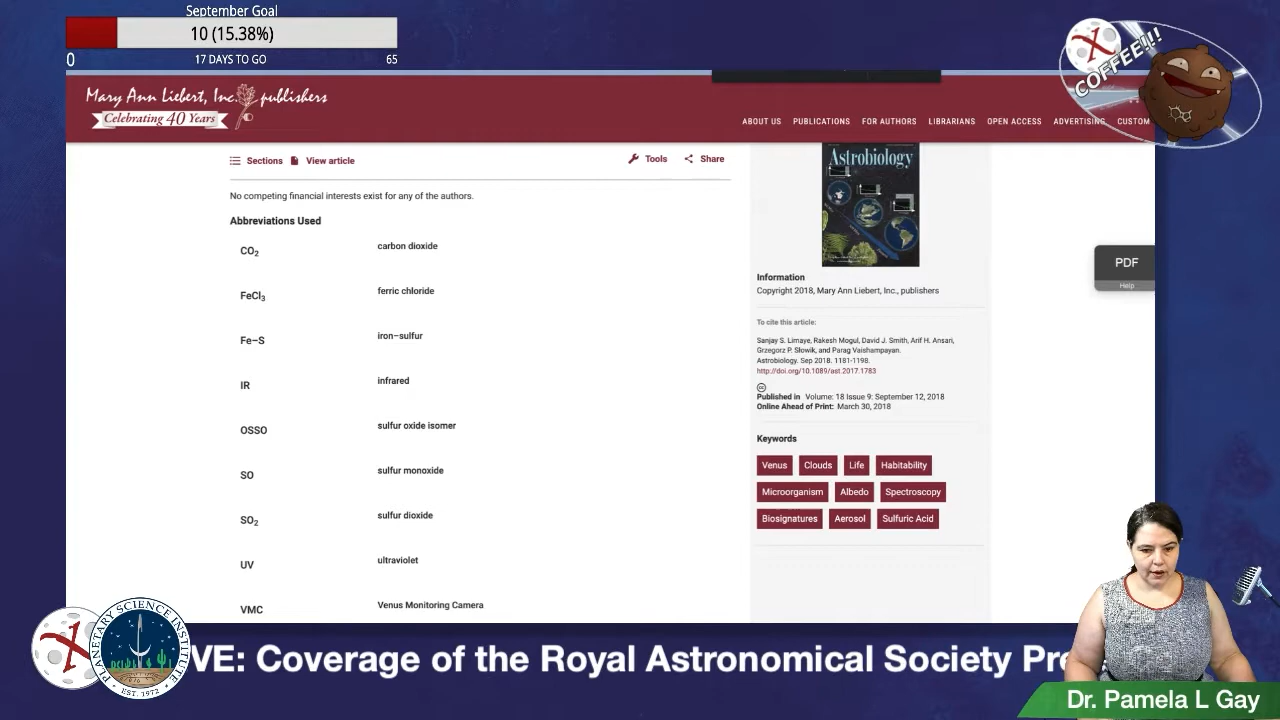 September Goal
10 (15.38%)
0
17 DAYS TO GO
65
COFFEE!!!
Mary Ann Liebert, Inc. publishers
Celebrating 40 Years
ABOUT US
PUBLICATIONS
FOR AUTHORS
LIBRARIANS
OPEN ACCESS
ADVERTISING
CUSTOM
Sections
View article
Tools
Share
No competing financial interests exist for any of the authors.
Abbreviations Used
CO2
carbon dioxide
FeCl3
ferric chloride
Fe–S
iron–sulfur
IR
infrared
OSSO
sulfur oxide isomer
SO
sulfur monoxide
SO2
sulfur dioxide
UV
ultraviolet
VMC
Venus Monitoring Camera
Astrobiology
Information
Copyright 2018, Mary Ann Liebert, Inc., publishers
To cite this article:
Sanjay S. Limaye, Rakesh Mogul, David J. Smith, Arif H. Ansari,
Grzegorz P. Słowik, and Parag Vaishampayan.
Astrobiology. Sep 2018. 1181-1198.
http://doi.org/10.1089/ast.2017.1783
Published in Volume: 18 Issue 9: September 12, 2018
Online Ahead of Print: March 30, 2018
Keywords
Venus
Clouds
Life
Habitability
Microorganism
Albedo
Spectroscopy
Biosignatures
Aerosol
Sulfuric Acid
PDF
Help
PLANETARY SCIENCE INSTITUTE
EST. 1972
VE: Coverage of the Royal Astronomical Society Pre
Dr. Pamela L Gay